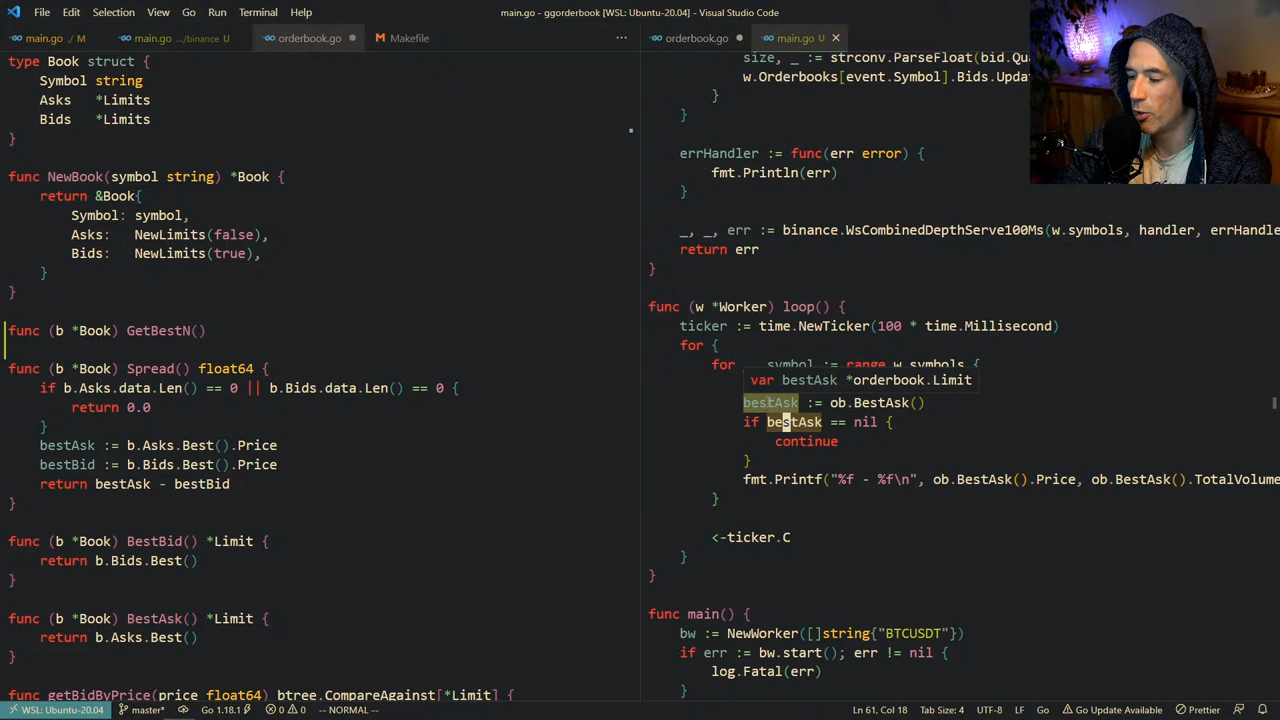 File Edit Selection View Go Run Terminal Help
main.go - ggorderbook [WSL: Ubuntu-20.04] - Visual Studio Code
main.go ./ M main.go .../binance U orderbook.go ● Makefile ... orderbook.go ● main.go U ×
type Book struct {
Symbol string
Asks *Limits
Bids *Limits
}
func NewBook(symbol string) *Book {
return &Book{
Symbol: symbol,
Asks: NewLimits(false),
Bids: NewLimits(true),
}
}
func (b *Book) GetBestN()
func (b *Book) Spread() float64 {
if b.Asks.data.Len() == 0 || b.Bids.data.Len() == 0 {
return 0.0
}
bestAsk := b.Asks.Best().Price
bestBid := b.Bids.Best().Price
return bestAsk - bestBid
}
func (b *Book) BestBid() *Limit {
return b.Bids.Best()
}
func (b *Book) BestAsk() *Limit {
return b.Asks.Best()
}
func getBidByPrice(price float64) btree.CompareAgainst[*Limit] {
size, _ := strconv.ParseFloat(bid.Qu
w.Orderbooks[event.Symbol].Bids.Upda
}
}
errHandler := func(err error) {
fmt.Println(err)
}
_, _, err := binance.WsCombinedDepthServe100Ms(w.symbols, handler, errHandle
return err
}
func (w *Worker) loop() {
ticker := time.NewTicker(100 * time.Millisecond)
for {
for _, symbol := range w.symbols {
var bestAsk *orderbook.Limit
bestAsk := ob.BestAsk()
if bestAsk == nil {
continue
}
fmt.Printf("%f - %f\n", ob.BestAsk().Price, ob.BestAsk().TotalVolume
}
<-ticker.C
}
}
func main() {
bw := NewWorker([]string{"BTCUSDT"})
if err := bw.start(); err != nil {
log.Fatal(err)
}
WSL: Ubuntu-20.04 master* Go 1.18.1 0 0 -- NORMAL -- Ln 61, Col 18 Tab Size: 4 UTF-8 LF Go Go Update Available Prettier